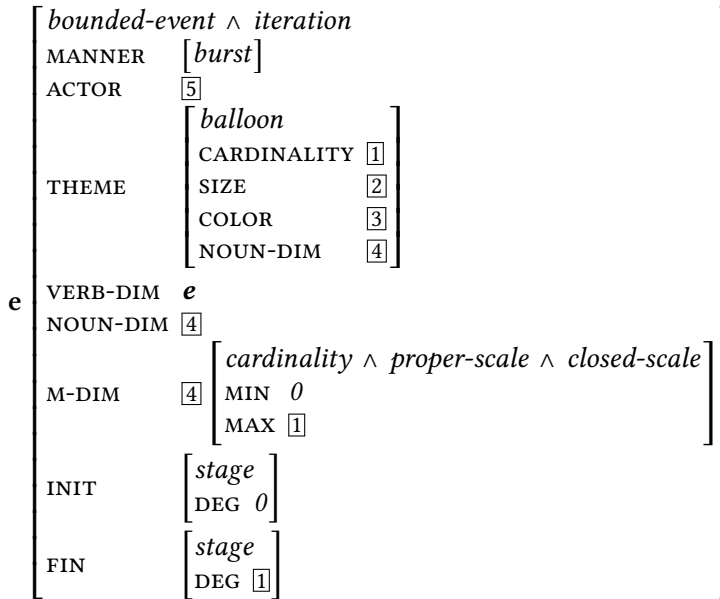 bounded-event ∧ iteration
MANNER [burst]
ACTOR 5
balloon
CARDINALITY 1
THEME SIZE 2
COLOR 3
NOUN-DIM 4
e VERB-DIM e
NOUN-DIM 4
cardinality ∧ proper-scale ∧ closed-scale
M-DIM 4 MIN 0
MAX 1
stage
INIT DEG 0
stage
FIN DEG 1